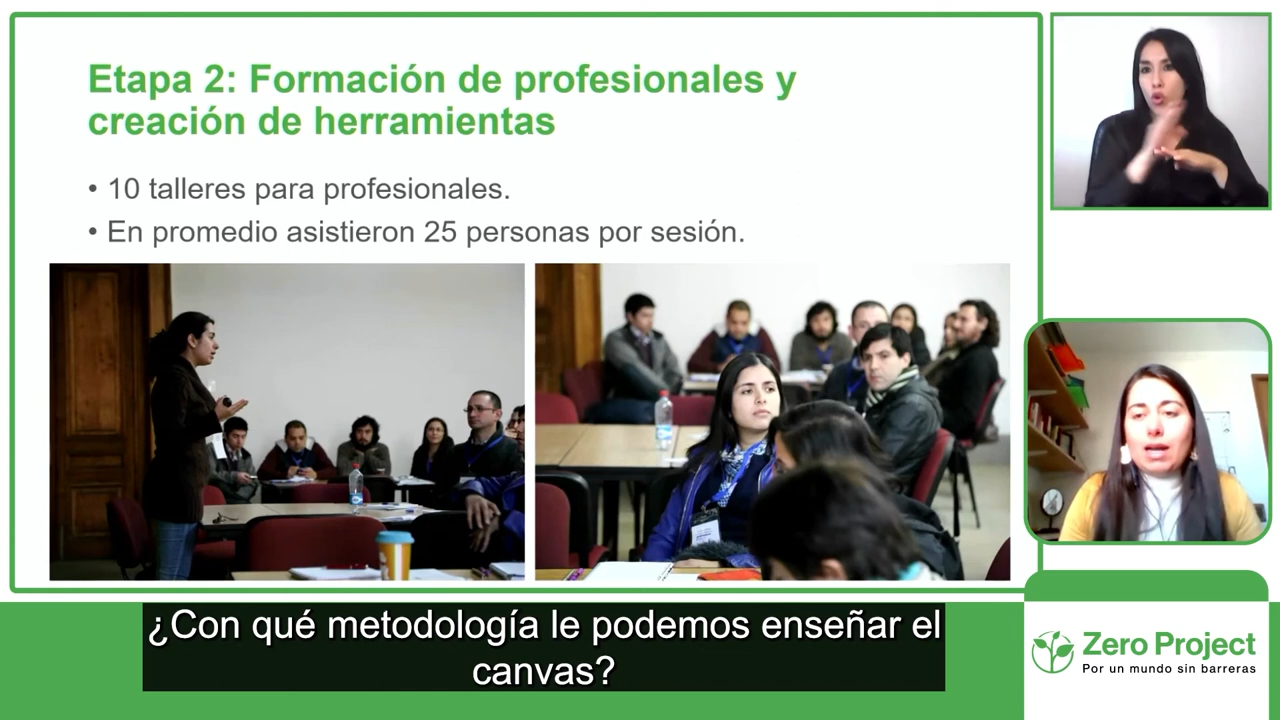 Etapa 2: Formación de profesionales y
creación de herramientas
• 10 talleres para profesionales.
• En promedio asistieron 25 personas por sesión.
¿Con qué metodología le podemos enseñar el
canvas?
Zero Project
Por un mundo sin barreras